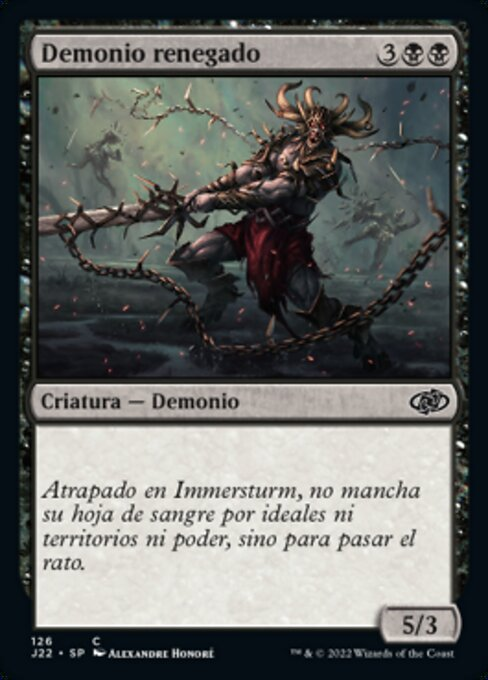 Demonio renegado 3
Criatura — Demonio
Atrapado en Immersturm, no mancha
su hoja de sangre por ideales ni
territorios ni poder, sino para pasar el
rato.
5/3
126 C
J22 • SP Alexandre Honoré
™ & © 2022 Wizards of the Coast